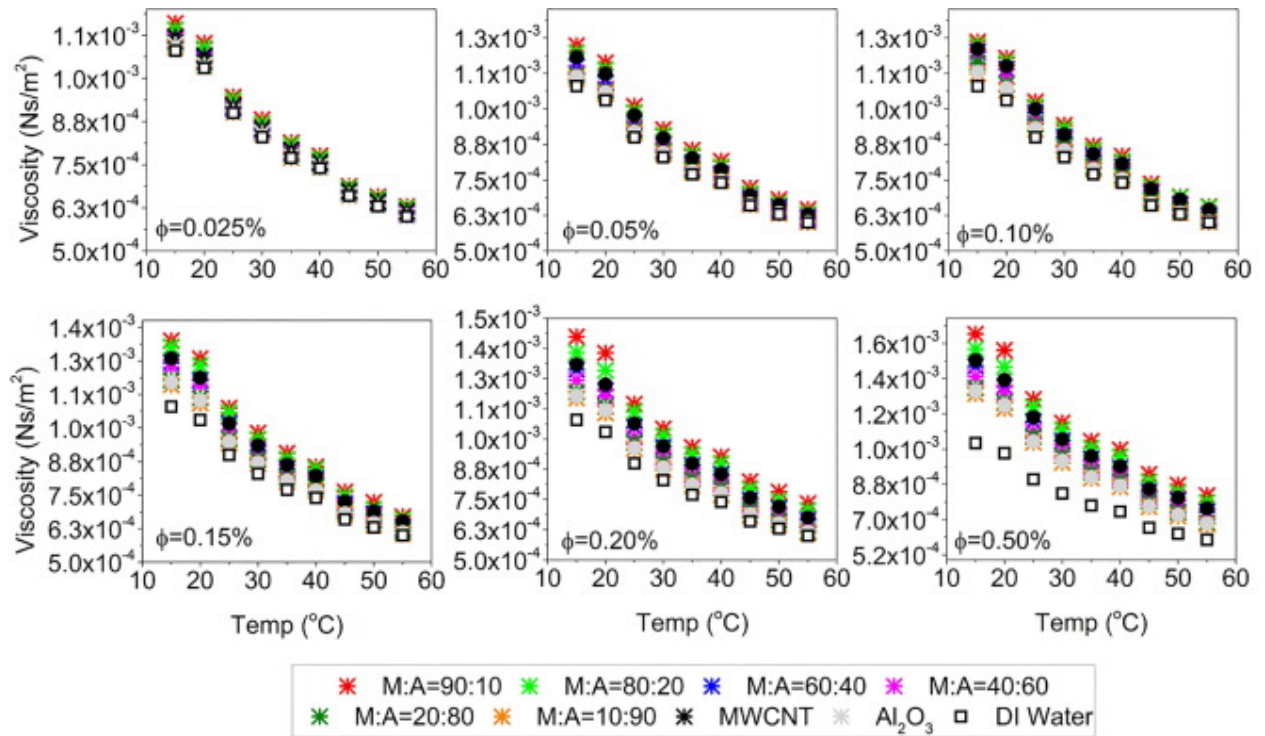 1.1x10⁻³
1.0x10⁻³
8.8x10⁻⁴
7.5x10⁻⁴
6.3x10⁻⁴
5.0x10⁻⁴
Viscosity (Ns/m²)
ϕ=0.025%
10 20 30 40 50 60
1.3x10⁻³
1.1x10⁻³
1.0x10⁻³
8.8x10⁻⁴
7.5x10⁻⁴
6.3x10⁻⁴
5.0x10⁻⁴
ϕ=0.05%
10 20 30 40 50 60
1.3x10⁻³
1.1x10⁻³
1.0x10⁻³
8.8x10⁻⁴
7.5x10⁻⁴
6.3x10⁻⁴
5.0x10⁻⁴
ϕ=0.10%
10 20 30 40 50 60
1.4x10⁻³
1.3x10⁻³
1.1x10⁻³
1.0x10⁻³
8.8x10⁻⁴
7.5x10⁻⁴
6.3x10⁻⁴
5.0x10⁻⁴
Viscosity (Ns/m²)
ϕ=0.15%
10 20 30 40 50 60
Temp (°C)
1.5x10⁻³
1.4x10⁻³
1.3x10⁻³
1.1x10⁻³
1.0x10⁻³
8.8x10⁻⁴
7.5x10⁻⁴
6.3x10⁻⁴
5.0x10⁻⁴
ϕ=0.20%
10 20 30 40 50 60
Temp (°C)
1.6x10⁻³
1.4x10⁻³
1.2x10⁻³
1.0x10⁻³
8.8x10⁻⁴
7.0x10⁻⁴
5.2x10⁻⁴
ϕ=0.50%
10 20 30 40 50 60
Temp (°C)
M:A=90:10 M:A=80:20 M:A=60:40 M:A=40:60
M:A=20:80 M:A=10:90 MWCNT Al₂O₃ DI Water